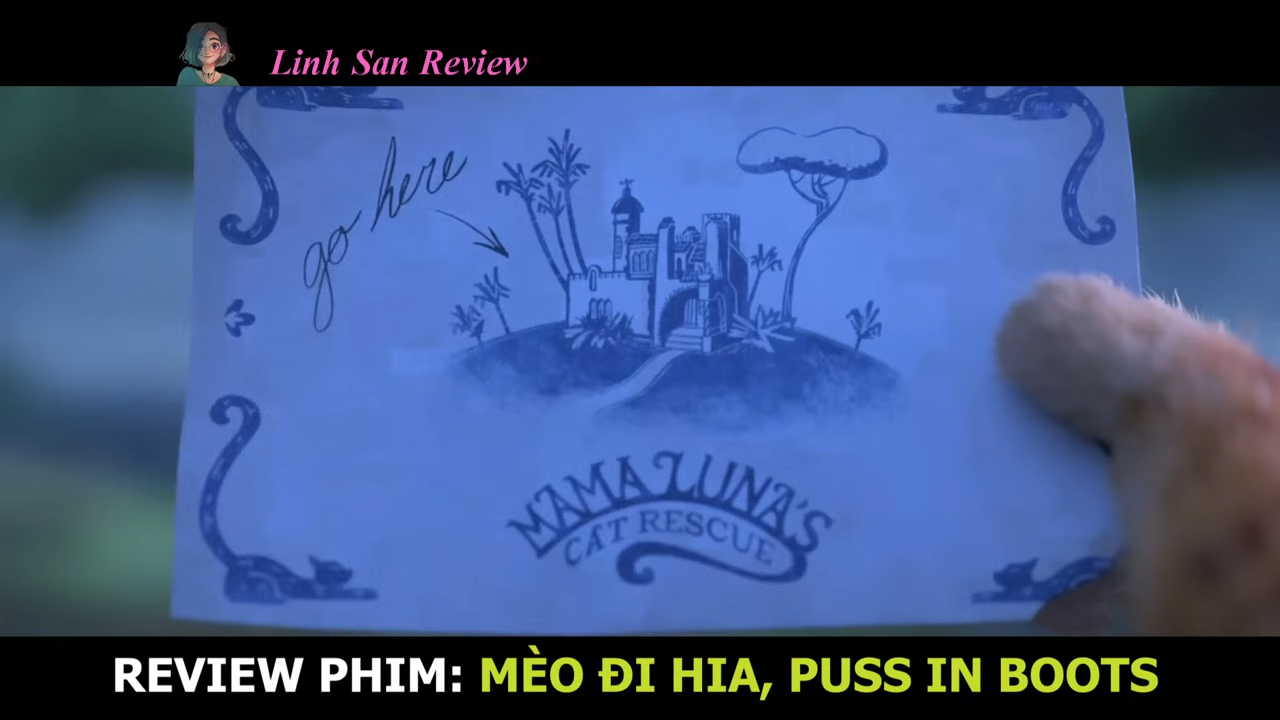 Linh San Review
go here
MAMA LUNA'S
CAT RESCUE
REVIEW PHIM: MÈO ĐI HIA, PUSS IN BOOTS